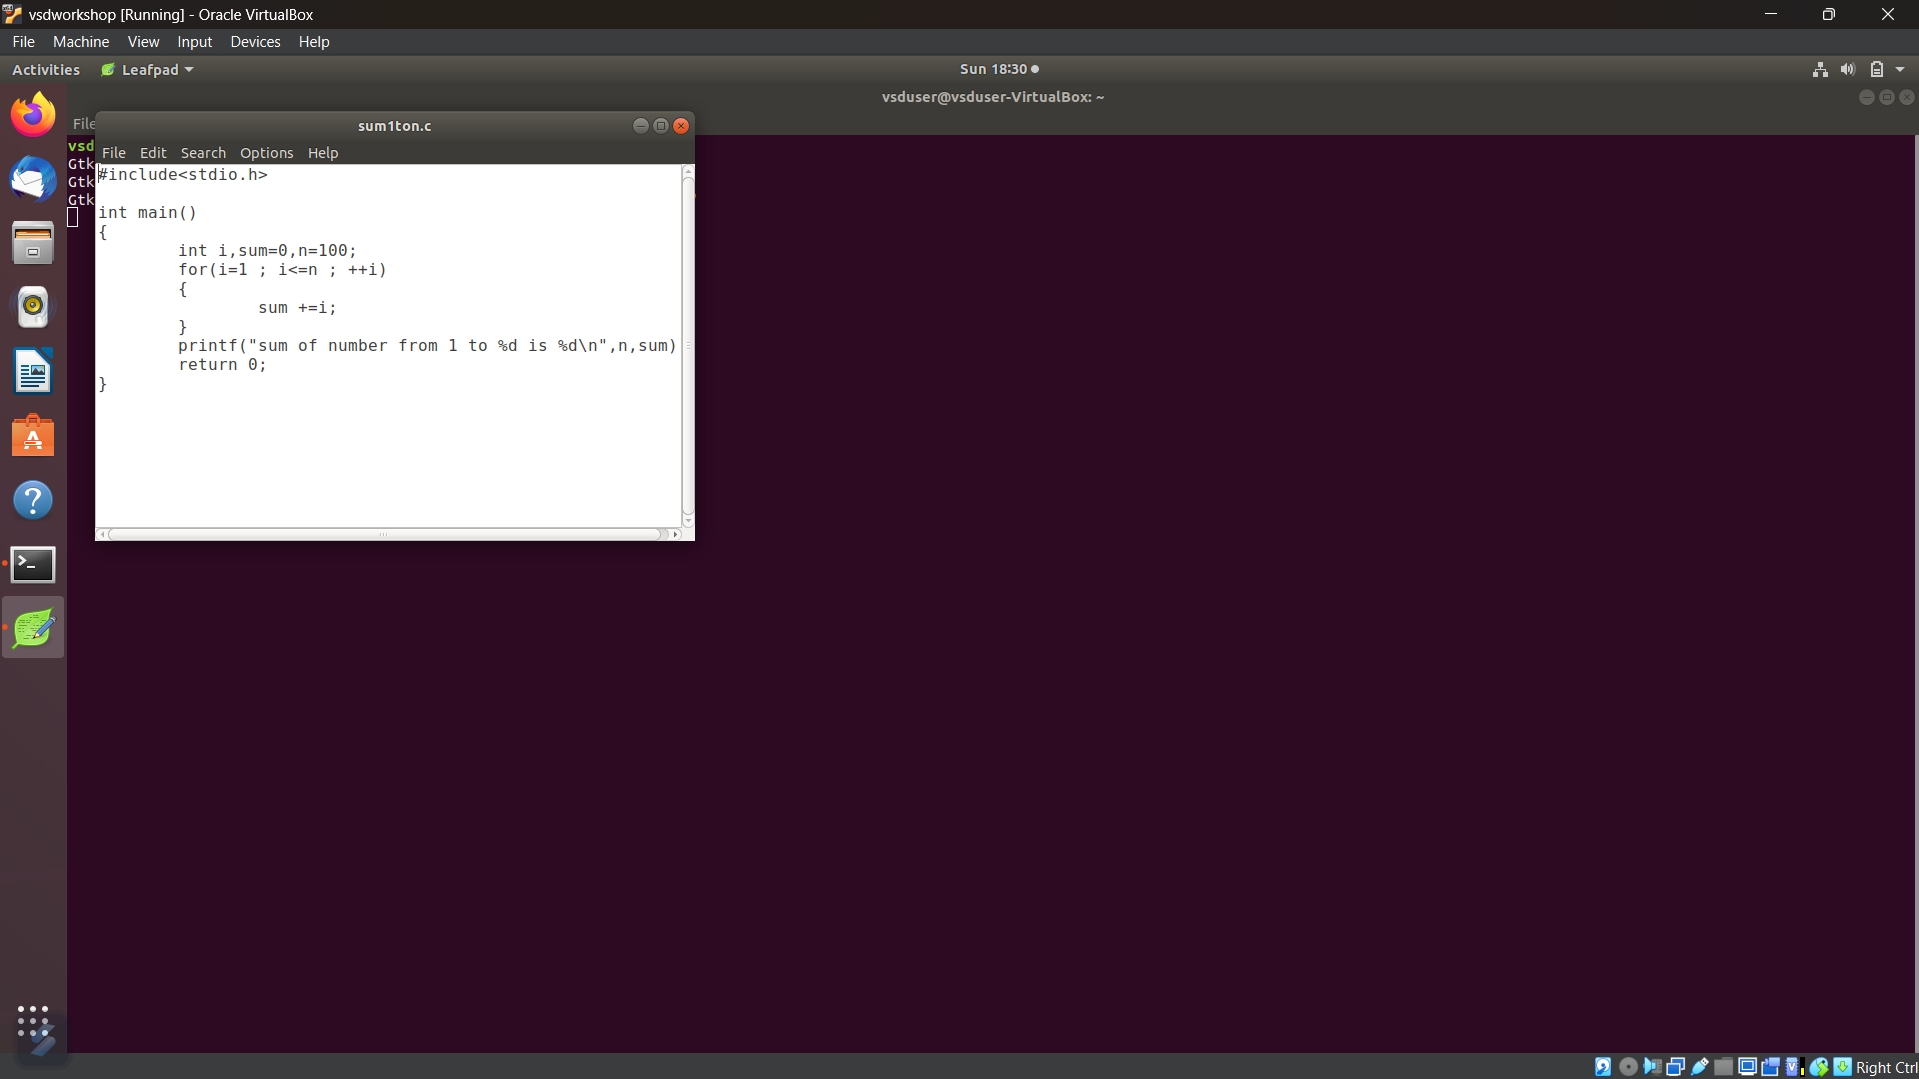 vsdworkshop [Running] - Oracle VirtualBox
File Machine View Input Devices Help
Activities Leafpad Sun 18:30
vsduser@vsduser-VirtualBox: ~
File
sum1ton.c
vsd
Gtk
Gtk
Gtk
File Edit Search Options Help
#include<stdio.h>
int main()
{
int i,sum=0,n=100;
for(i=1 ; i<=n ; ++i)
{
sum +=i;
}
printf("sum of number from 1 to %d is %d\n",n,sum)
return 0;
}
Right Ctrl